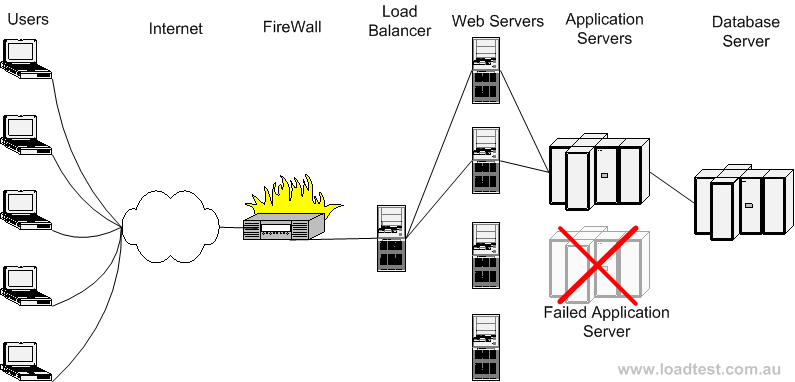 Users
Internet
FireWall
Load
Balancer
Web Servers
Application
Servers
Database
Server
Failed Application
Server
www.loadtest.com.au